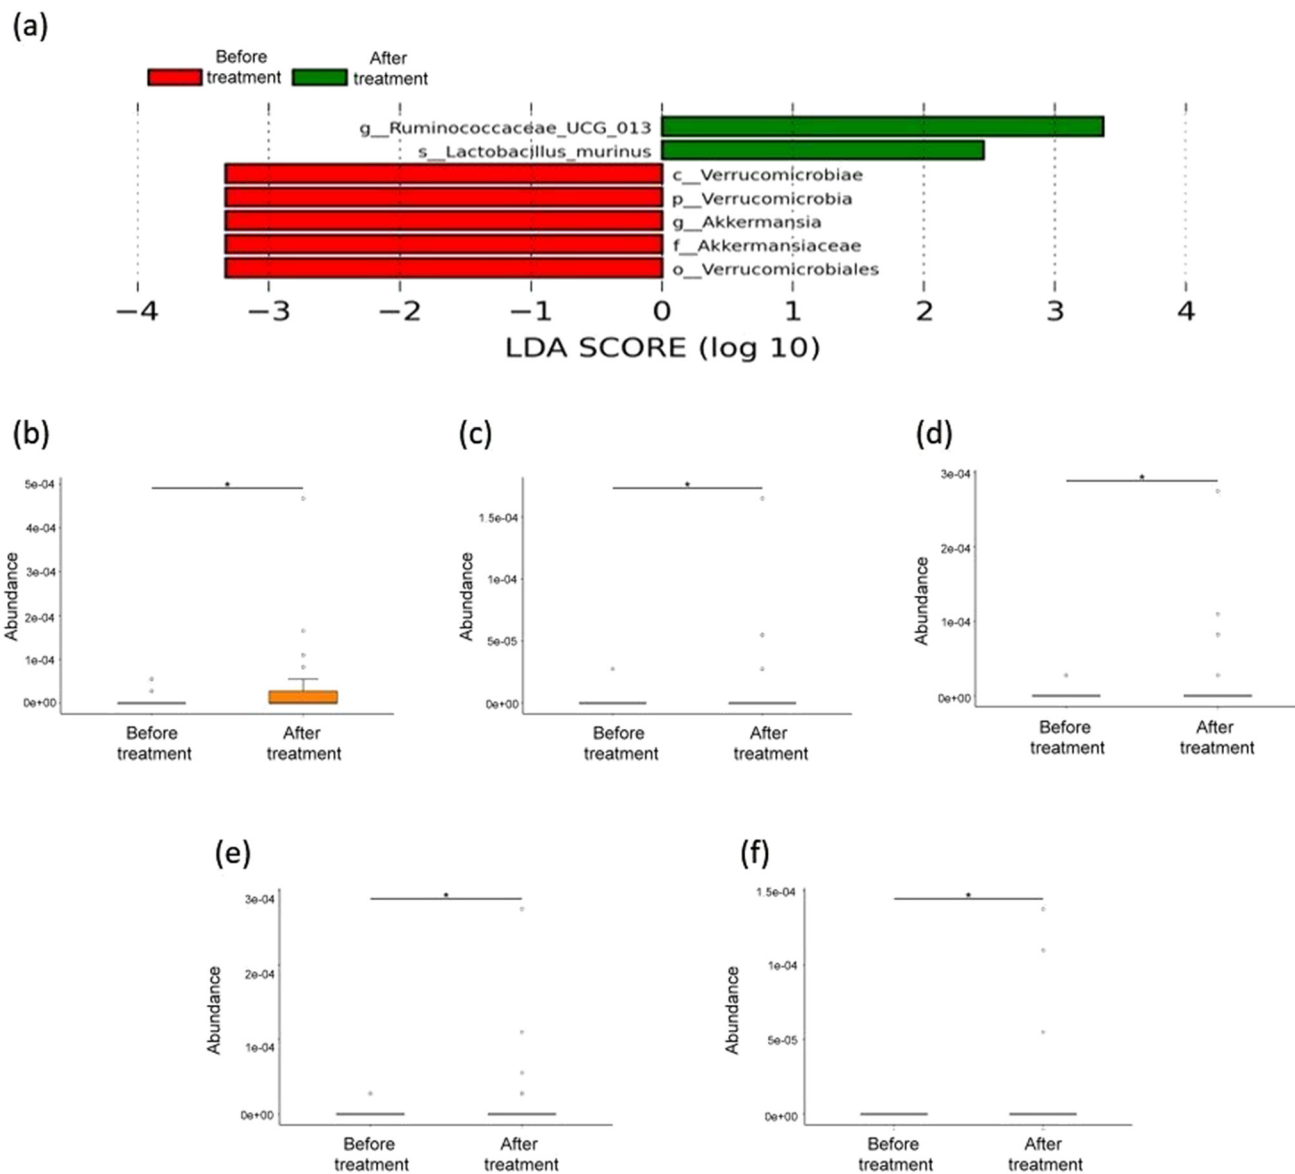 (a)
Before
treatment
After
treatment
g__Ruminococcaceae_UCG_013
s__Lactobacillus_murinus
c__Verrucomicrobiae
p__Verrucomicrobia
g__Akkermansia
f__Akkermansiaceae
o__Verrucomicrobiales
−4 −3 −2 −1 0 1 2 3 4
LDA SCORE (log 10)
(b)
5e-04
4e-04
3e-04
2e-04
1e-04
0e+00
Abundance
*
Before
treatment
After
treatment
(c)
1.5e-04
1e-04
5e-05
0e+00
Abundance
*
Before
treatment
After
treatment
(d)
3e-04
2e-04
1e-04
0e+00
Abundance
*
Before
treatment
After
treatment
(e)
3e-04
2e-04
1e-04
0e+00
Abundance
*
Before
treatment
After
treatment
(f)
1.5e-04
1e-04
5e-05
0e+00
Abundance
*
Before
treatment
After
treatment